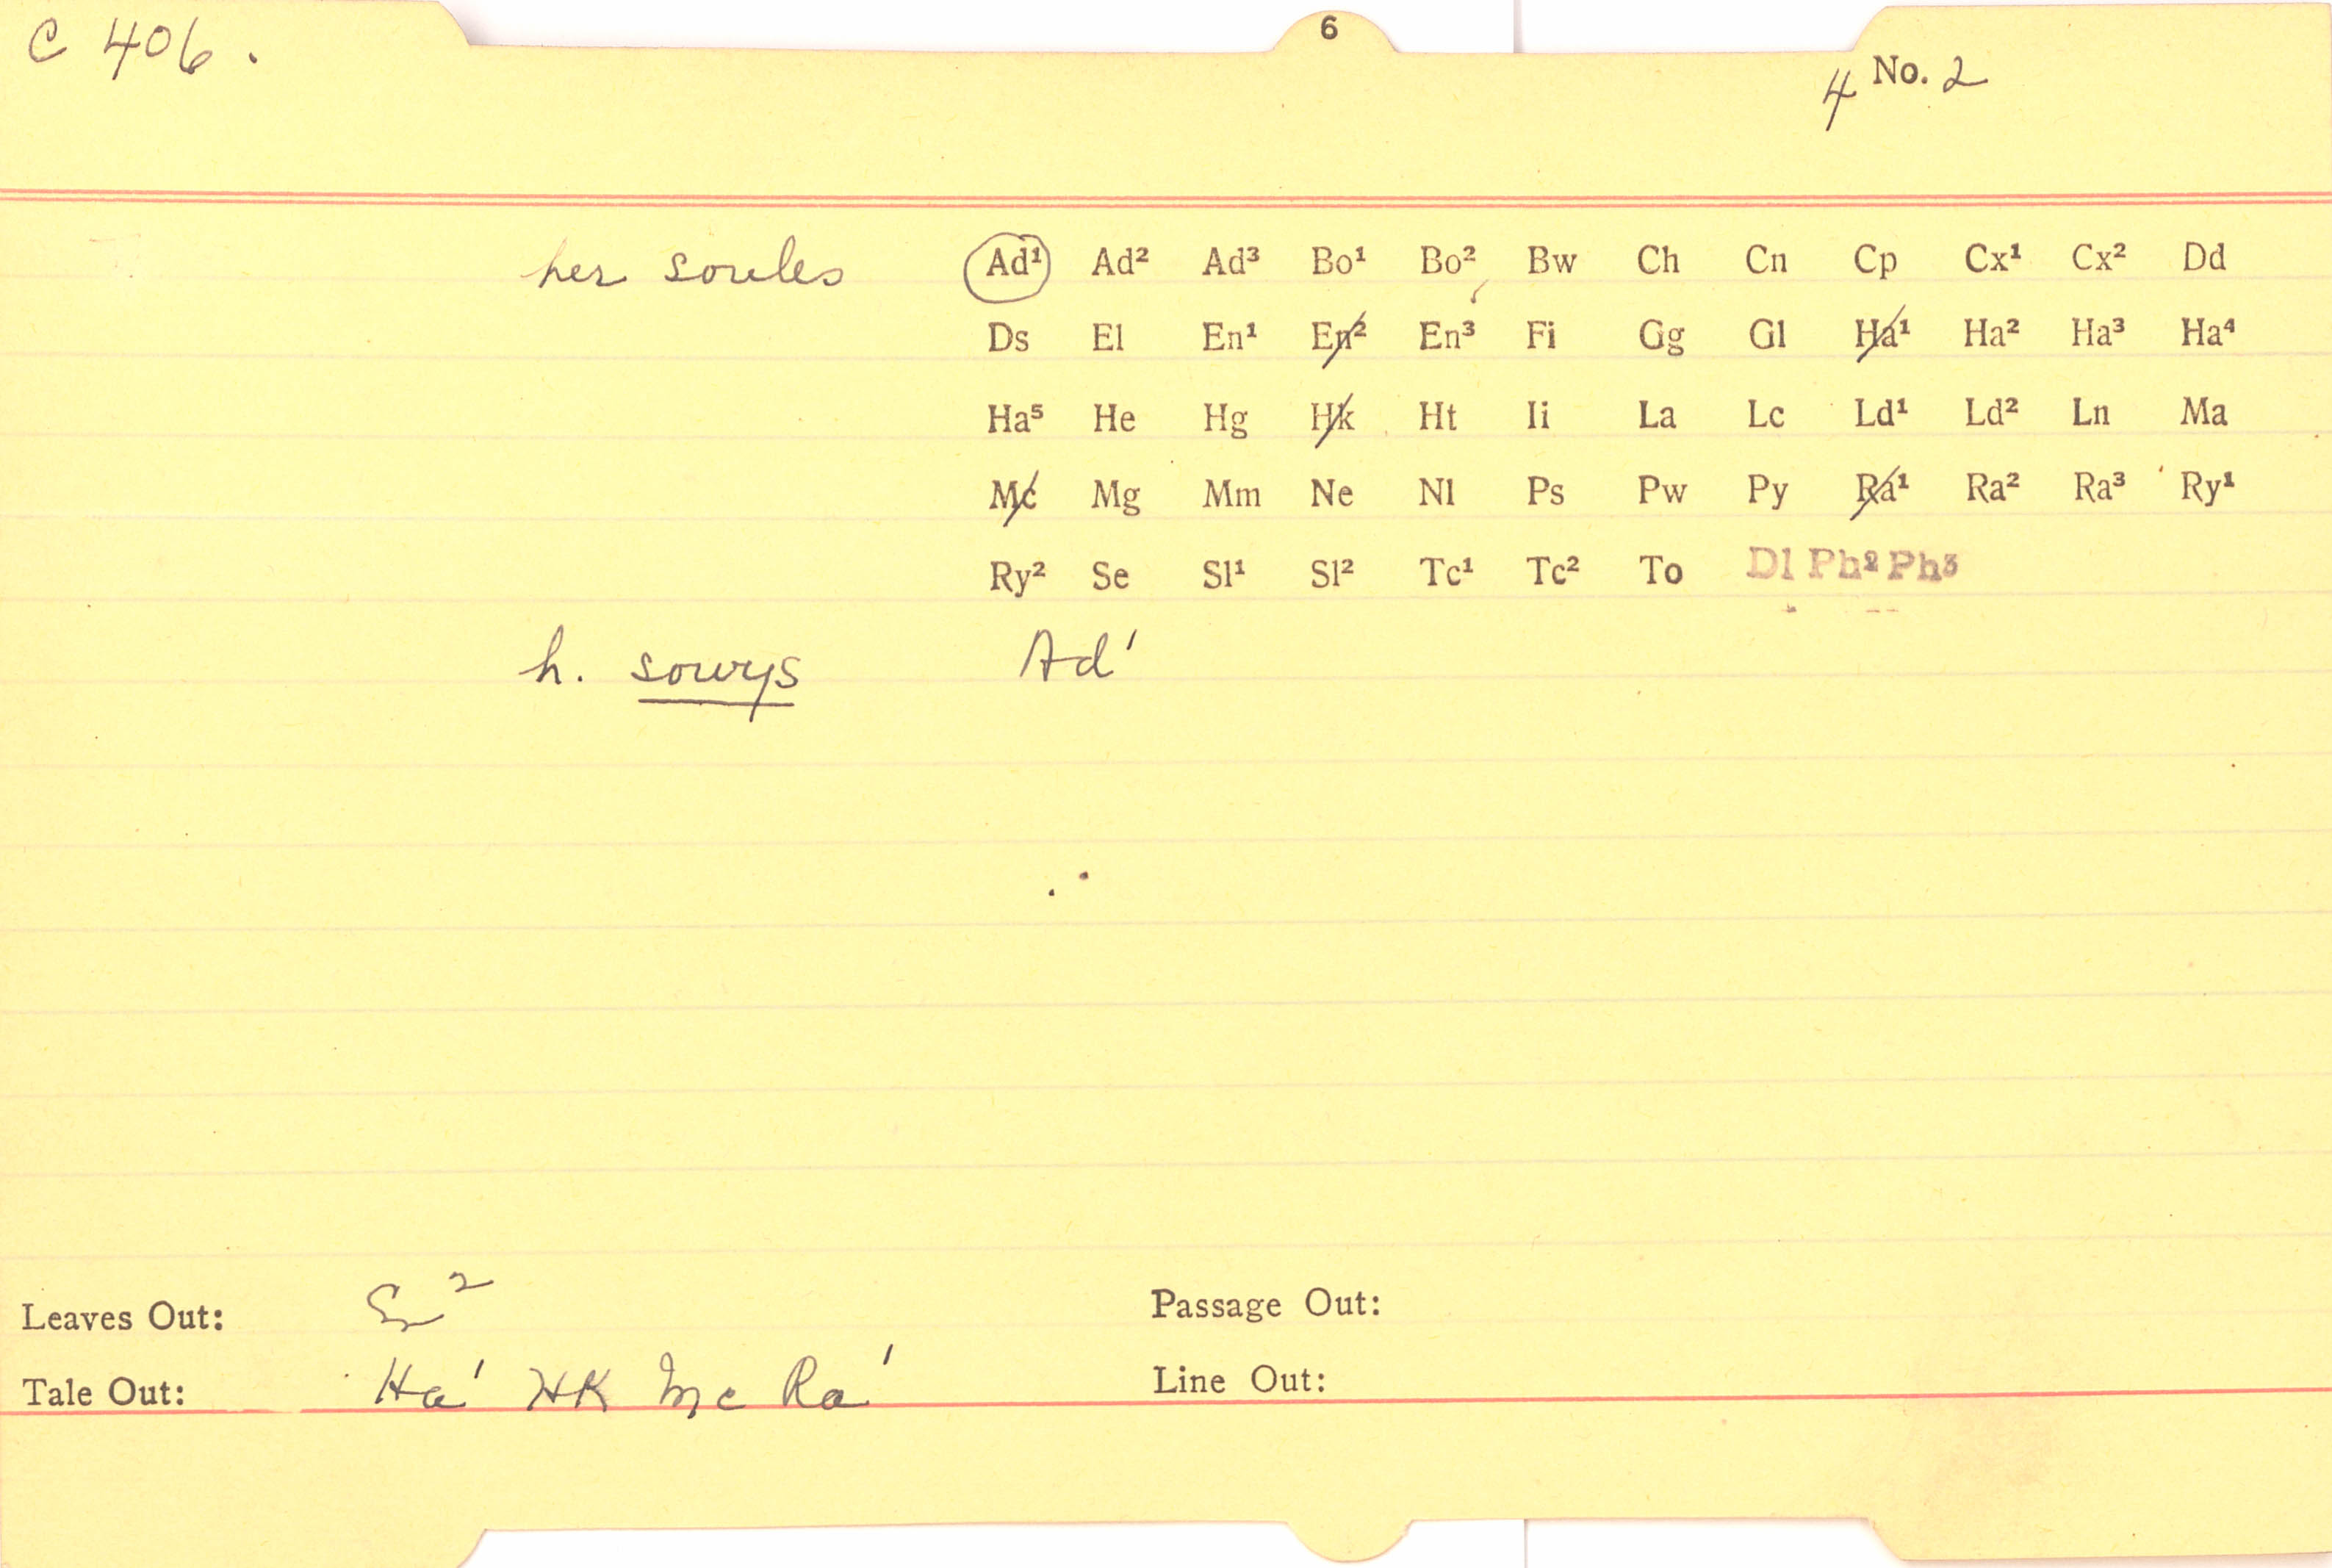 C 406.
6
4 No. 2
her soules Ad¹ Ad² Ad³ Bo¹ Bo² Bw Ch Cn Cp Cx¹ Cx² Dd
Ds El En¹ En² En³ Fi Gg Gl Ha¹ Ha² Ha³ Ha⁴
Ha⁵ He Hg Hk Ht Ii La Lc Ld¹ Ld² Ln Ma
Mc Mg Mm Ne Nl Ps Pw Py Ra¹ Ra² Ra³ Ry¹
Ry² Se Sl¹ Sl² Tc¹ Tc² To Dl Ph² Ph³
h. sowys Ad¹
Leaves Out: En² Passage Out:
Tale Out: Ha¹ HK Mc Ra¹ Line Out: